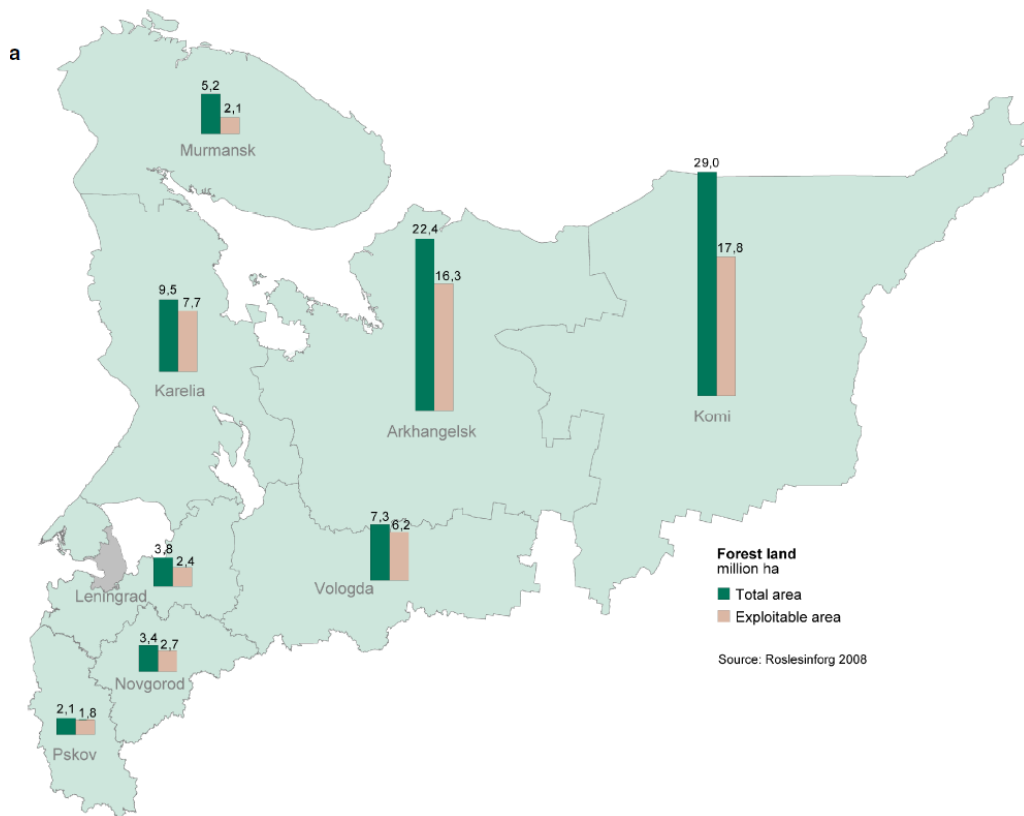 a
5,2
2,1
Murmansk
29,0
17,8
Komi
22,4
16,3
Arkhangelsk
9,5
7,7
Karelia
7,3
6,2
Vologda
3,8
2,4
Leningrad
3,4
2,7
Novgorod
2,1
1,8
Pskov
Forest land
million ha
Total area
Exploitable area
Source: Roslesinforg 2008